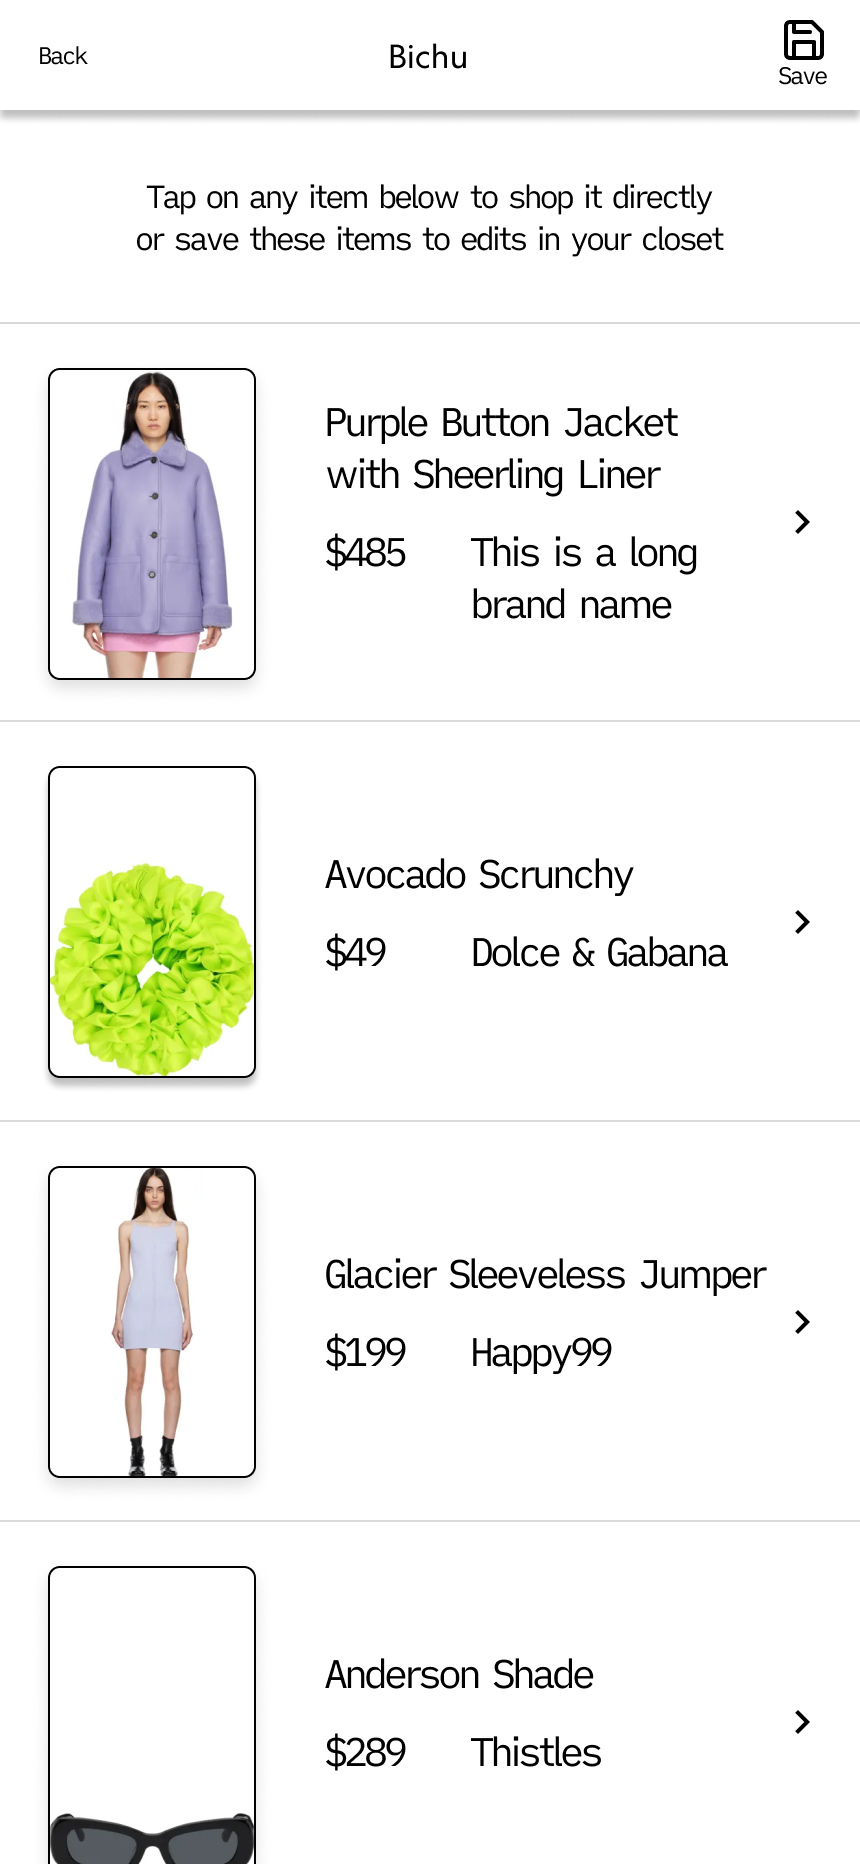 Back
Bichu
Save
Tap on any item below to shop it directly
or save these items to edits in your closet
Purple Button Jacket
with Sheerling Liner
$485
This is a long
brand name
Avocado Scrunchy
$49
Dolce & Gabana
Glacier Sleeveless Jumper
$199
Happy99
Anderson Shade
$289
Thistles